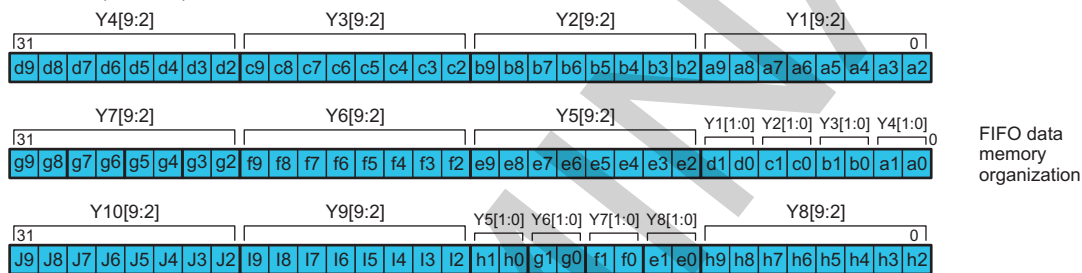 Y4[9:2] Y3[9:2] Y2[9:2] Y1[9:2]
31 0
d9 d8 d7 d6 d5 d4 d3 d2 c9 c8 c7 c6 c5 c4 c3 c2 b9 b8 b7 b6 b5 b4 b3 b2 a9 a8 a7 a6 a5 a4 a3 a2
Y7[9:2] Y6[9:2] Y5[9:2] Y1[1:0] Y2[1:0] Y3[1:0] Y4[1:0]
31 0
g9 g8 g7 g6 g5 g4 g3 g2 f9 f8 f7 f6 f5 f4 f3 f2 e9 e8 e7 e6 e5 e4 e3 e2 d1 d0 c1 c0 b1 b0 a1 a0
FIFO data
memory
organization
Y10[9:2] Y9[9:2] Y5[1:0] Y6[1:0] Y7[1:0] Y8[1:0] Y8[9:2]
31 0
J9 J8 J7 J6 J5 J4 J3 J2 I9 I8 I7 I6 I5 I4 I3 I2 h1 h0 g1 g0 f1 f0 e1 e0 h9 h8 h7 h6 h5 h4 h3 h2